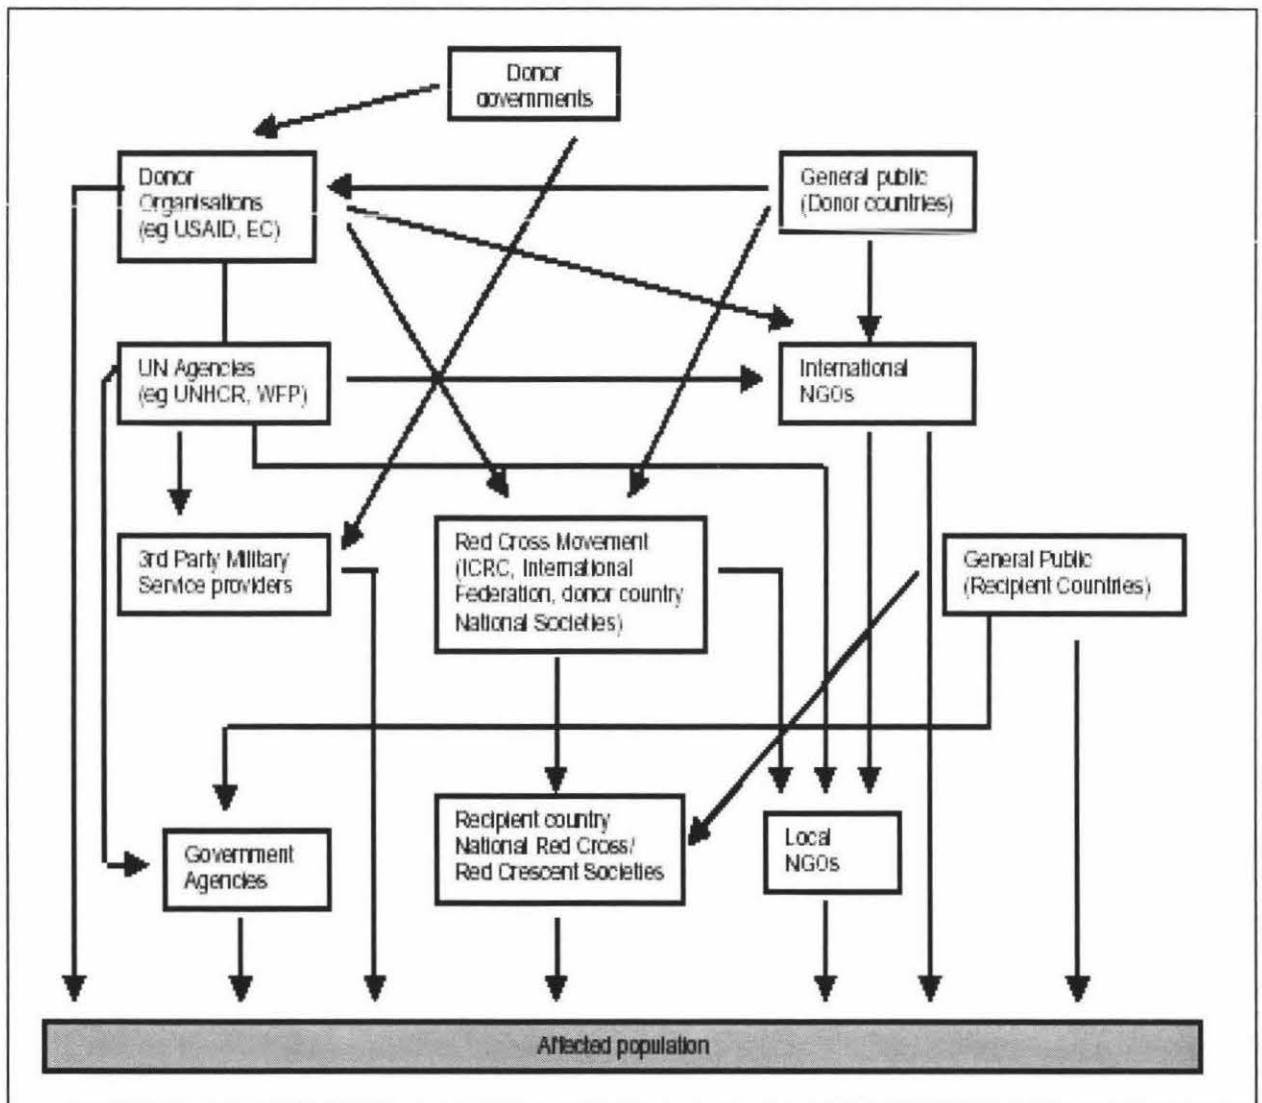 Donor
governments
Donor
Organisations
(eg USAID, EC)
General public
(Donor countries)
UN Agencies
(eg UNHCR, WFP)
International
NGOs
3rd Party Military
Service providers
Red Cross Movement
(ICRC, International
Federation, donor country
National Societies)
General Public
(Recipient Countries)
Government
Agencies
Recipient country
National Red Cross/
Red Crescent Societies
Local
NGOs
Affected population